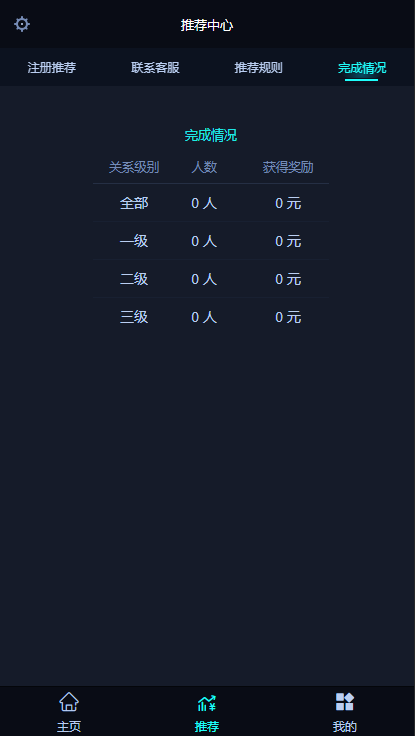 推荐中心
注册推荐 联系客服 推荐规则 完成情况
完成情况
关系级别 人数 获得奖励
全部 0 人 0 元
一级 0 人 0 元
二级 0 人 0 元
三级 0 人 0 元
主页 推荐 我的